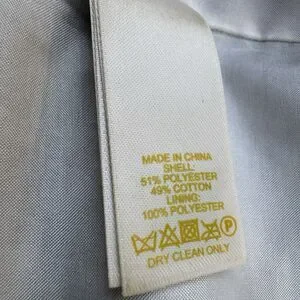 MADE IN CHINA
SHELL:
51% POLYESTER
49% COTTON
LINING:
100% POLYESTER
P
DRY CLEAN ONLY